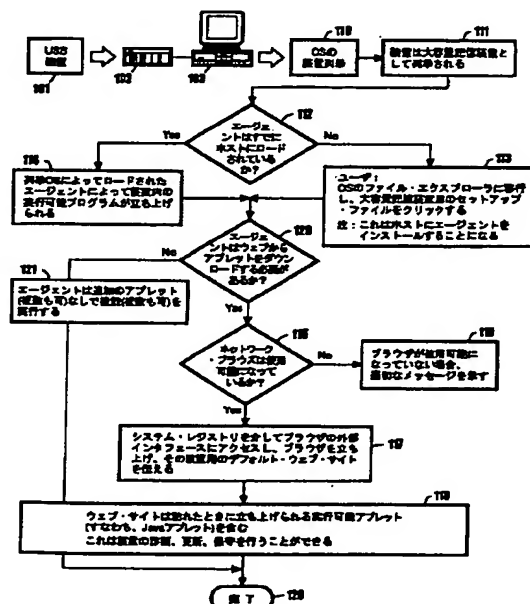 USB
装置
101
102
103
110
OSの
装置列挙
111
装置は大容量記憶装置と
して列挙される
112
エージェ
ントはすでに
ホストにロード
されているか?
Yes
No
114
列挙OSによってロードされた
エージェントによって装置内の
実行可能プログラムが立ち上げ
られる
113
ユーザ:
OSのファイル・エクスプローラに移行
し、大容量記憶装置のセットアップ
・ファイルをクリックする
注:これはホストにエージェントを
インストールすることになる
120
エージェン
トはウェブから
アプレットをダウン
ロードする必要が
あるか?
No
Yes
121
エージェントは追加のアプレット
(複数も可)なしで機能(複数も可)を
実行する
115
ネットワーク
・ブラウズは使用
可能になって
いるか?
No
Yes
ブラウザが使用可能に
なっていない場合、
適切なメッセージを示す
117
システム・レジストリを介してブラウザの外部
インタフェースにアクセスし、ブラウザを立ち
上げ、その装置用のデフォルト・ウェブ・サイト
を
ウェブ・サイトは訪れたときに立ち上げられる実行可能アプレット
(すなわち、Javaアプレット)を含む
これは装置の診断、更新、保守を行うことができる
完了